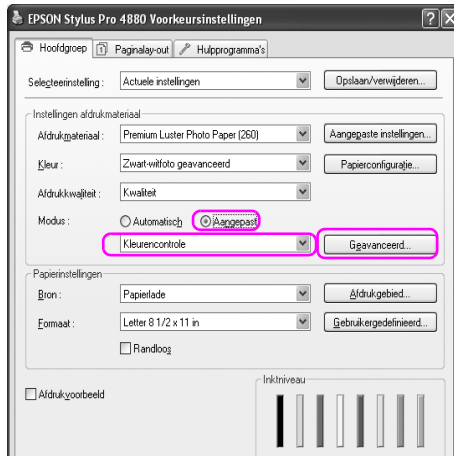 EPSON Stylus Pro 4880 Voorkeursinstellingen
Hoofdgroep Paginalay-out Hulpprogramma's
Selecteerinstelling : Actuele instellingen Opslaan/verwijderen...
Instellingen afdrukmateriaal
Afdrukmateriaal : Premium Luster Photo Paper (260) Aangepaste instellingen...
Kleur : Zwart-witfoto geavanceerd Papierconfiguratie...
Afdrukkwaliteit : Kwaliteit
Modus : Automatisch Aangepast
Kleurencontrole Geavanceerd...
Papierinstellingen
Bron : Papierlade Afdrukgebied...
Formaat : Letter 8 1/2 x 11 in Gebruikergedefinieerd...
Randloos
Afdrukvoorbeeld Inktniveau